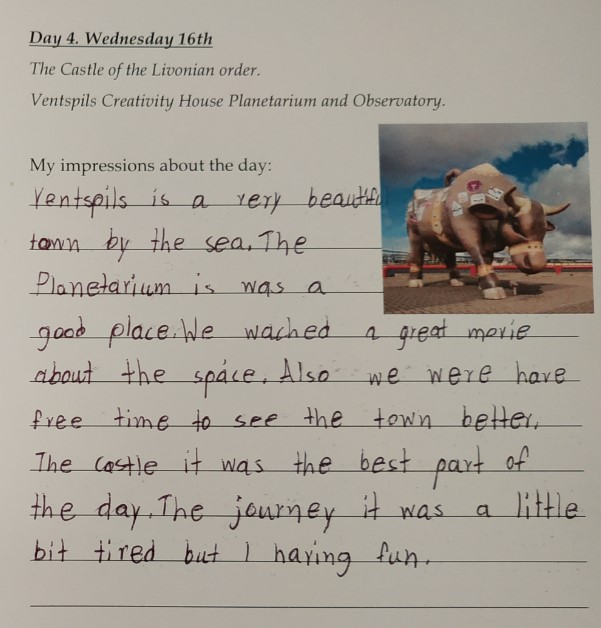 Day 4. Wednesday 16th
The Castle of the Livonian order.
Ventspils Creativity House Planetarium and Observatory.
My impressions about the day:
Ventspils is a very beautifu
town by the sea. The
Planetarium is was a
good place. We wached a great movie
about the space. Also we were have
free time to see the town better.
The castle it was the best part of
the day. The journey it was a little
bit tired but I having fun.